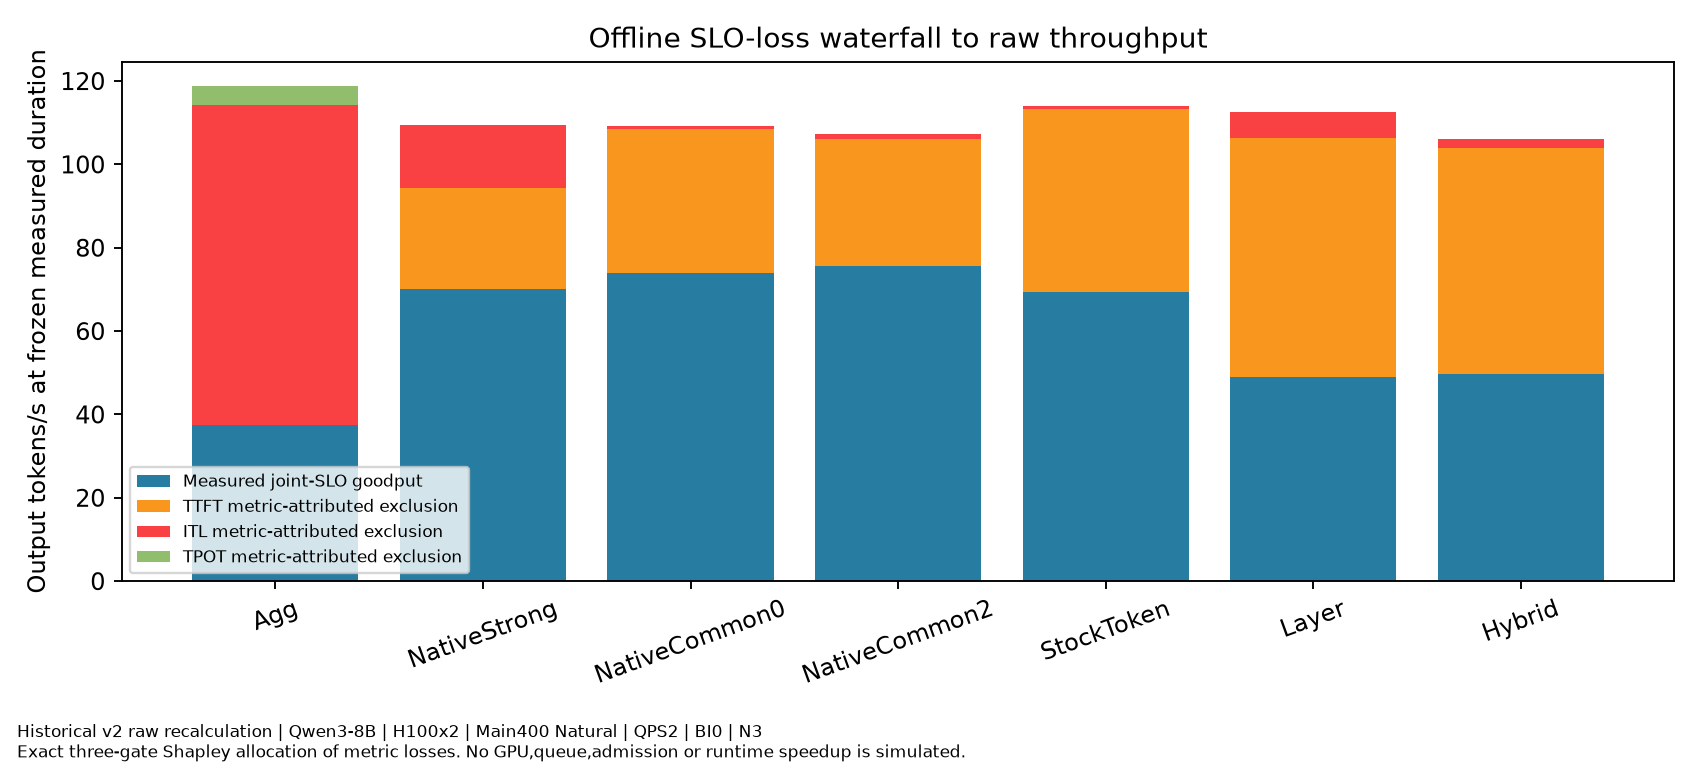 Offline SLO-loss waterfall to raw throughput
Output tokens/s at frozen measured duration
120
100
80
60
40
20
0
Measured joint-SLO goodput
TTFT metric-attributed exclusion
ITL metric-attributed exclusion
TPOT metric-attributed exclusion
Agg
NativeStrong
NativeCommon0
NativeCommon2
StockToken
Layer
Hybrid
Historical v2 raw recalculation | Qwen3-8B | H100x2 | Main400 Natural | QPS2 | BI0 | N3
Exact three-gate Shapley allocation of metric losses. No GPU,queue,admission or runtime speedup is simulated.